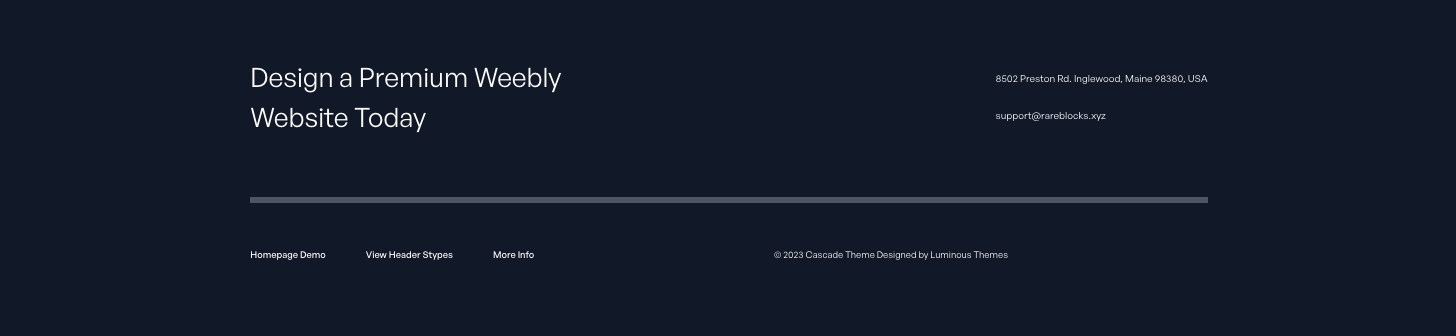 Design a Premium Weebly
Website Today
8502 Preston Rd. Inglewood, Maine 98380, USA
support@rareblocks.xyz
Homepage Demo
View Header Stypes
More Info
© 2023 Cascade Theme Designed by Luminous Themes